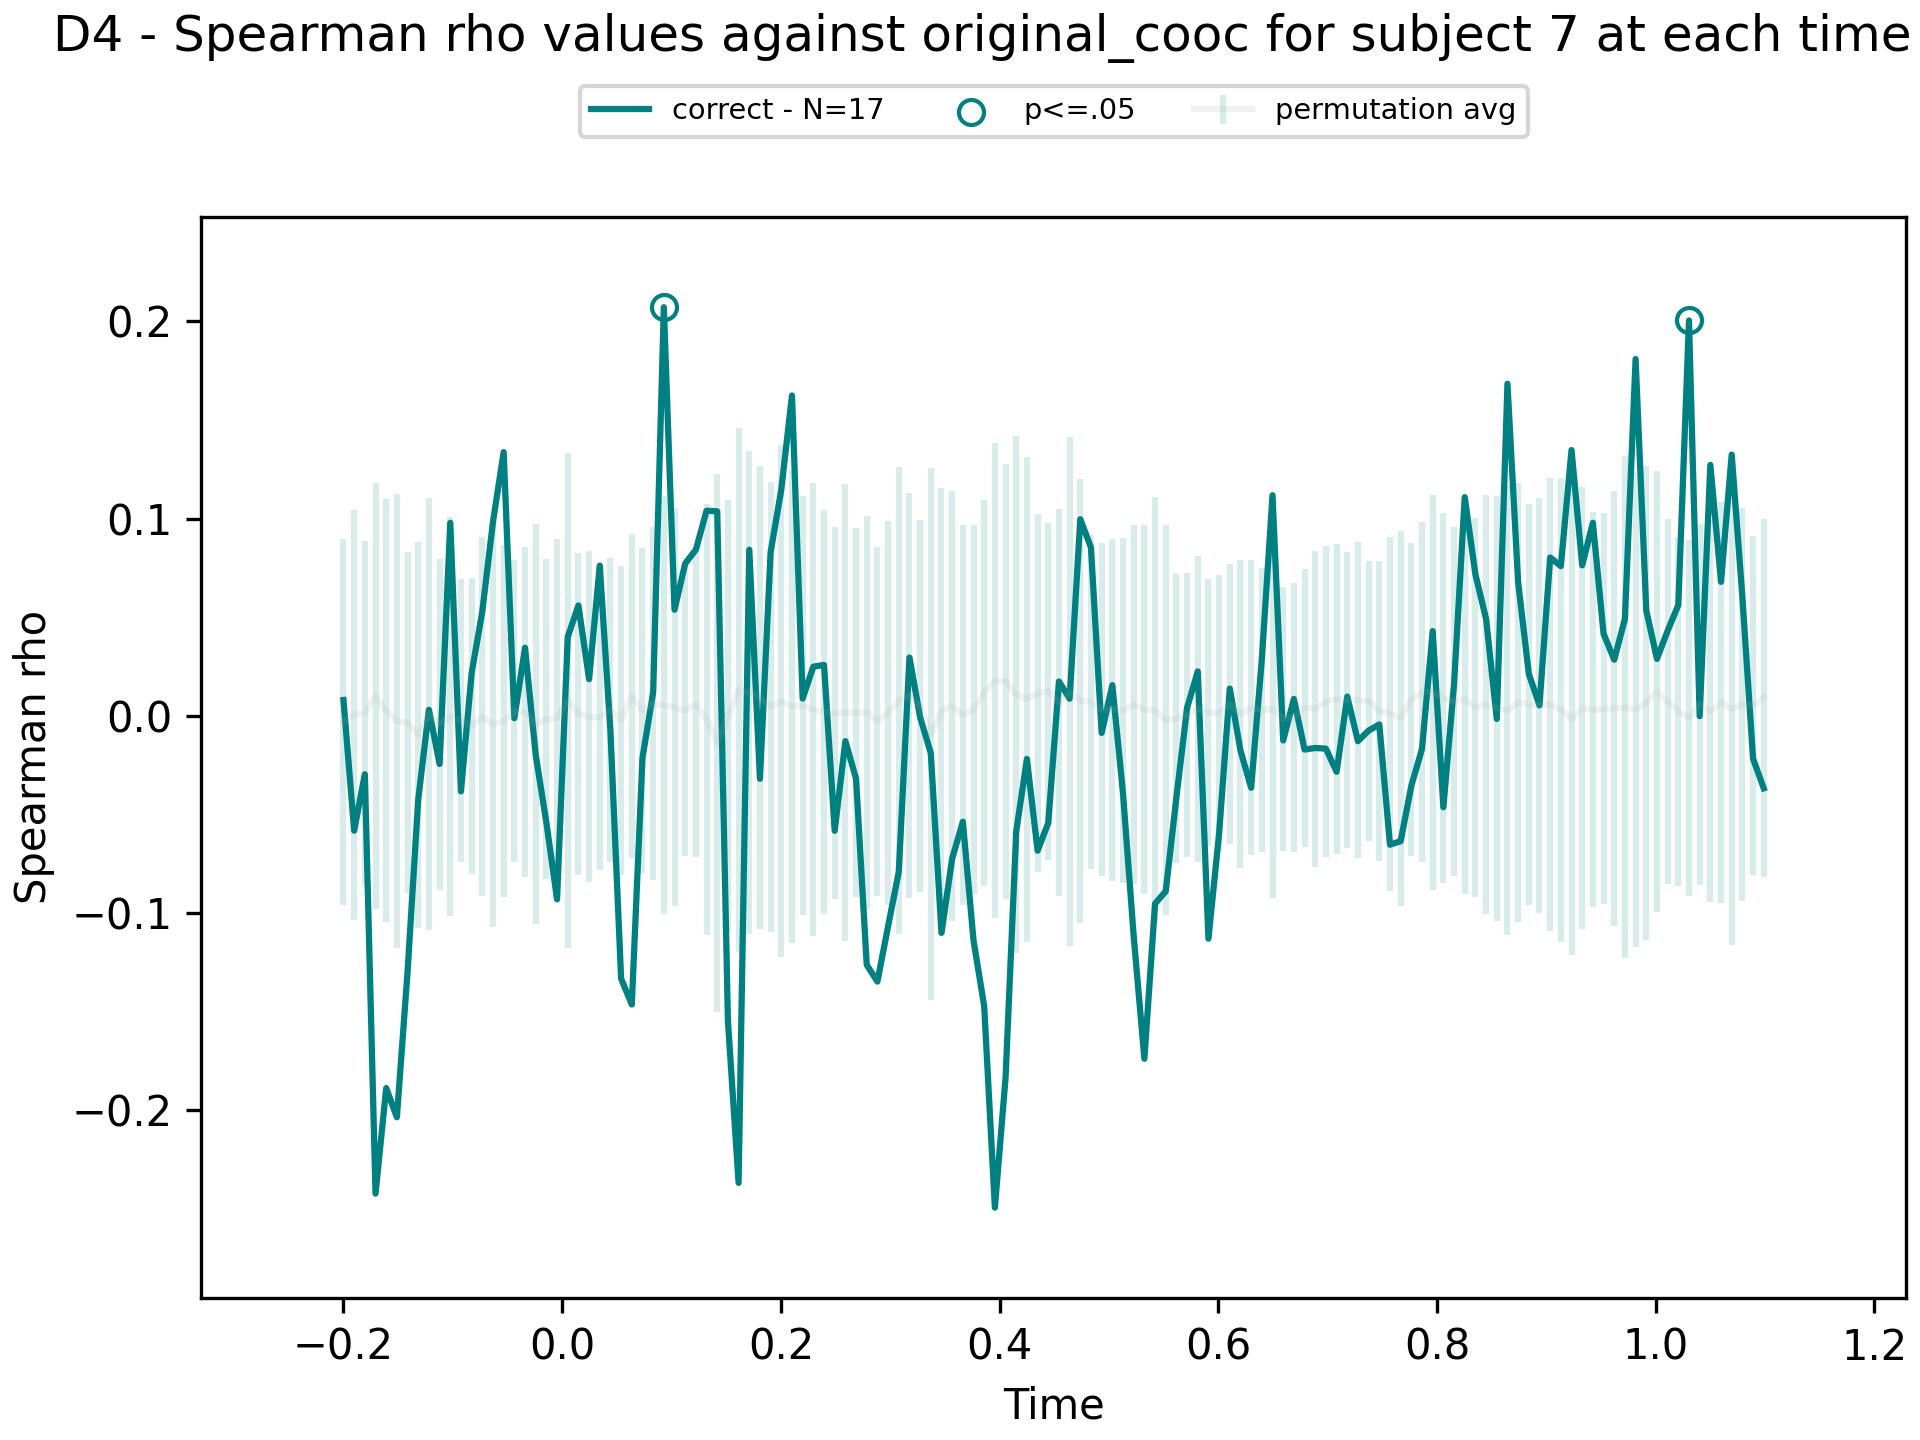 D4 - Spearman rho values against original_cooc for subject 7 at each time
correct - N=17 p<=.05 permutation avg
Spearman rho
0.2
0.1
0.0
−0.1
−0.2
−0.2 0.0 0.2 0.4 0.6 0.8 1.0 1.2
Time